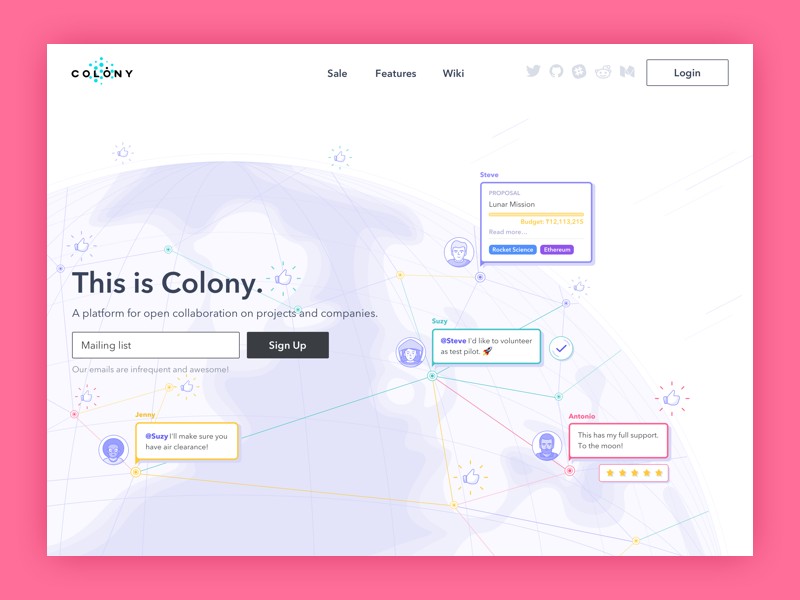 COLONY
Sale
Features
Wiki
Login
Steve
PROPOSAL
Lunar Mission
Budget: ₸12,113.21S
Read more...
Rocket Science
Ethereum
This is Colony.
A platform for open collaboration on projects and companies.
Mailing list
Sign Up
Our emails are infrequent and awesome!
Suzy
@Steve I'd like to volunteer
as test pilot. 🚀
Jenny
@Suzy I'll make sure you
have air clearance!
Antonio
This has my full support.
To the moon!